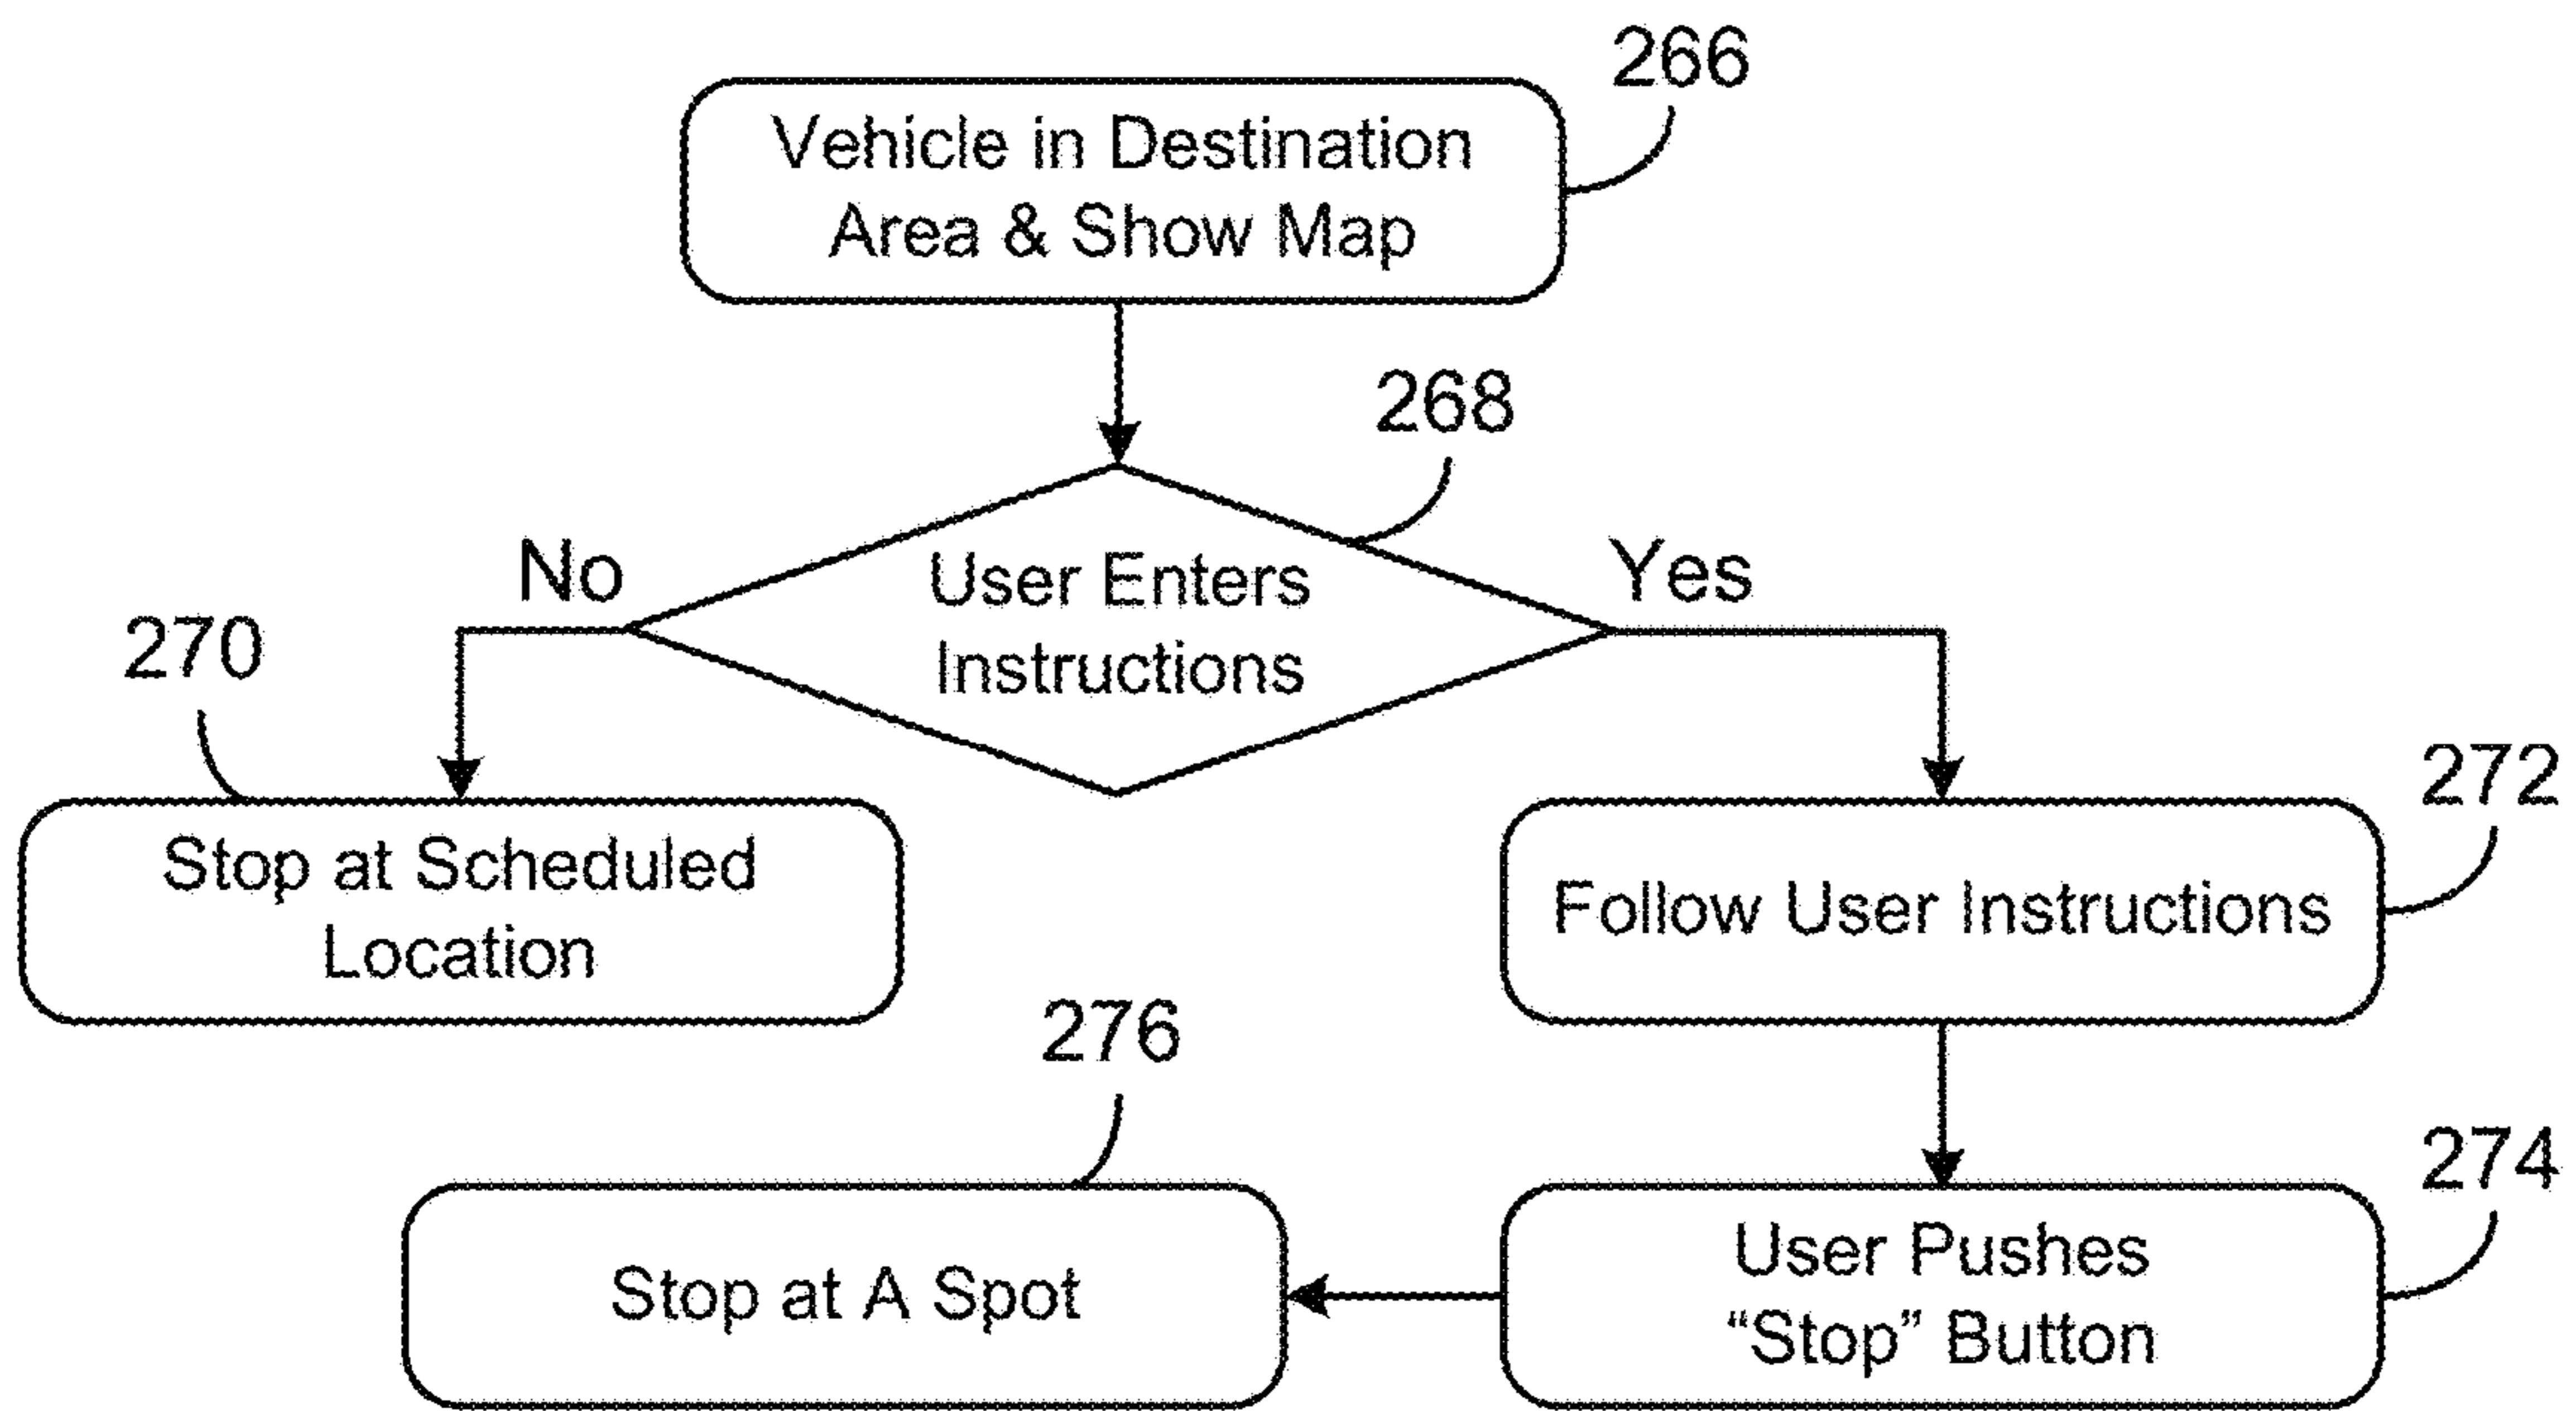 266
Vehicle in Destination
Area & Show Map
268
No
User Enters
Instructions
Yes
270
Stop at Scheduled
Location
272
Follow User Instructions
276
Stop at A Spot
274
User Pushes
“Stop” Button